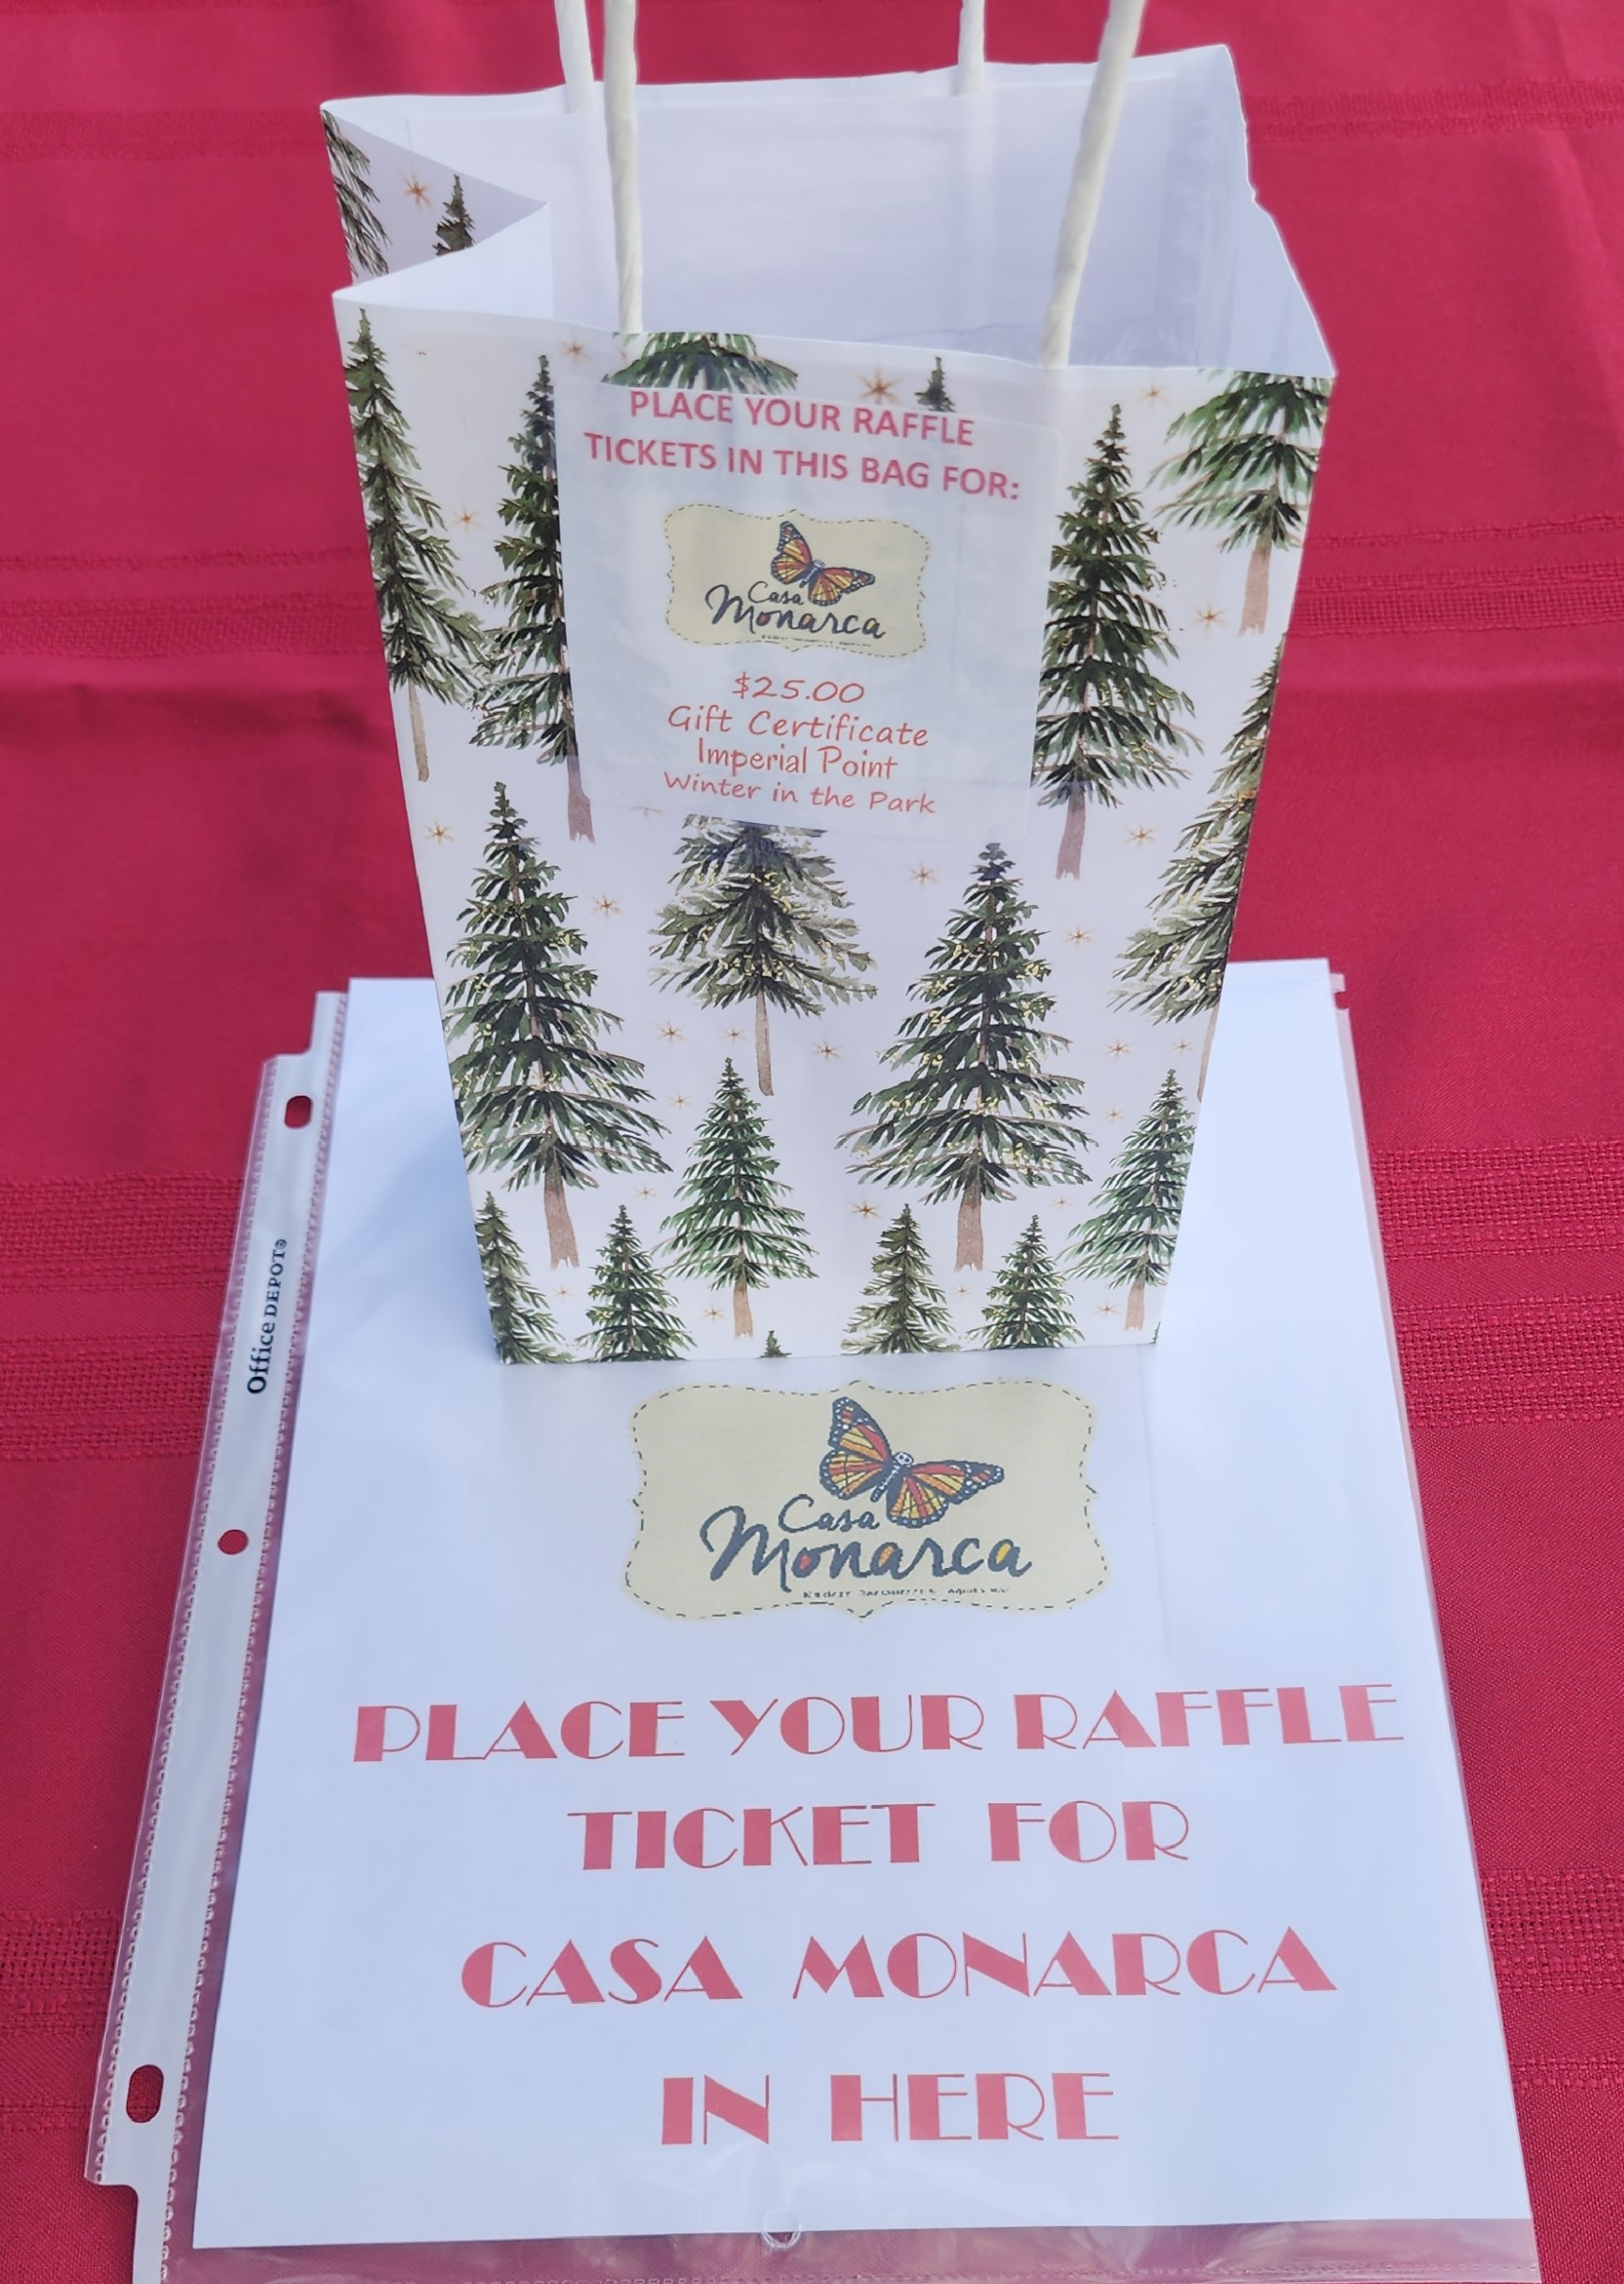 PLACE YOUR RAFFLE
TICKETS IN THIS BAG FOR:
Casa
Monarca
$25.00
Gift Certificate
Imperial Point
Winter in the Park
Office DEPOT®
Casa
Monarca
PLACE YOUR RAFFLE
TICKET FOR
CASA MONARCA
IN HERE